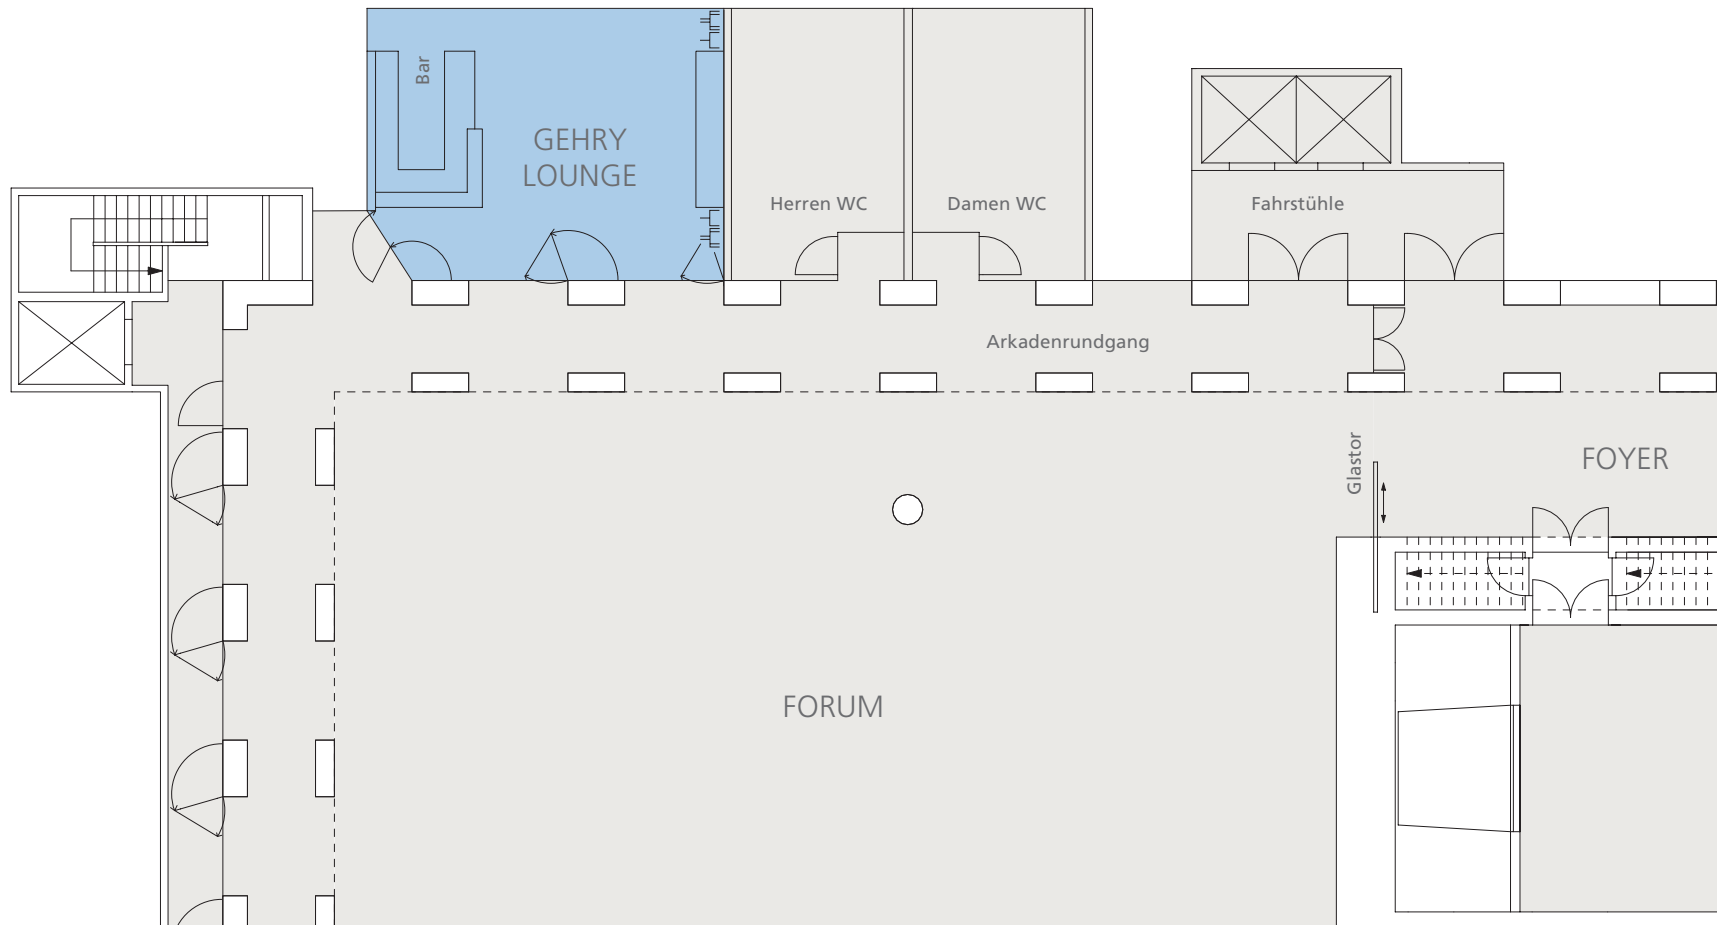 Bar
GEHRY
LOUNGE
Herren WC
Damen WC
Fahrstühle
Arkadenrundgang
Glastor
FOYER
FORUM